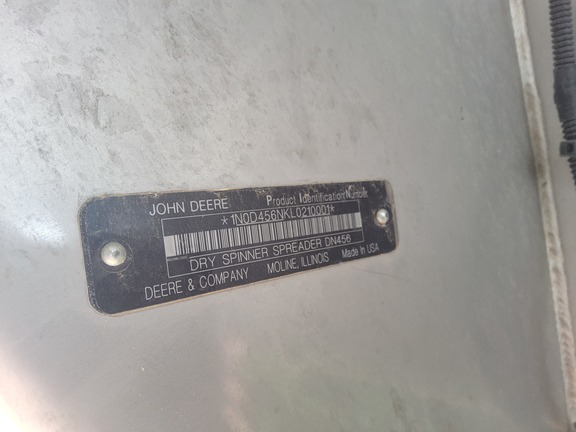 JOHN DEERE Product Identification Number
*1N0D456NKL0210001*
DRY SPINNER SPREADER DN456
DEERE & COMPANY MOLINE, ILLINOIS Made in USA